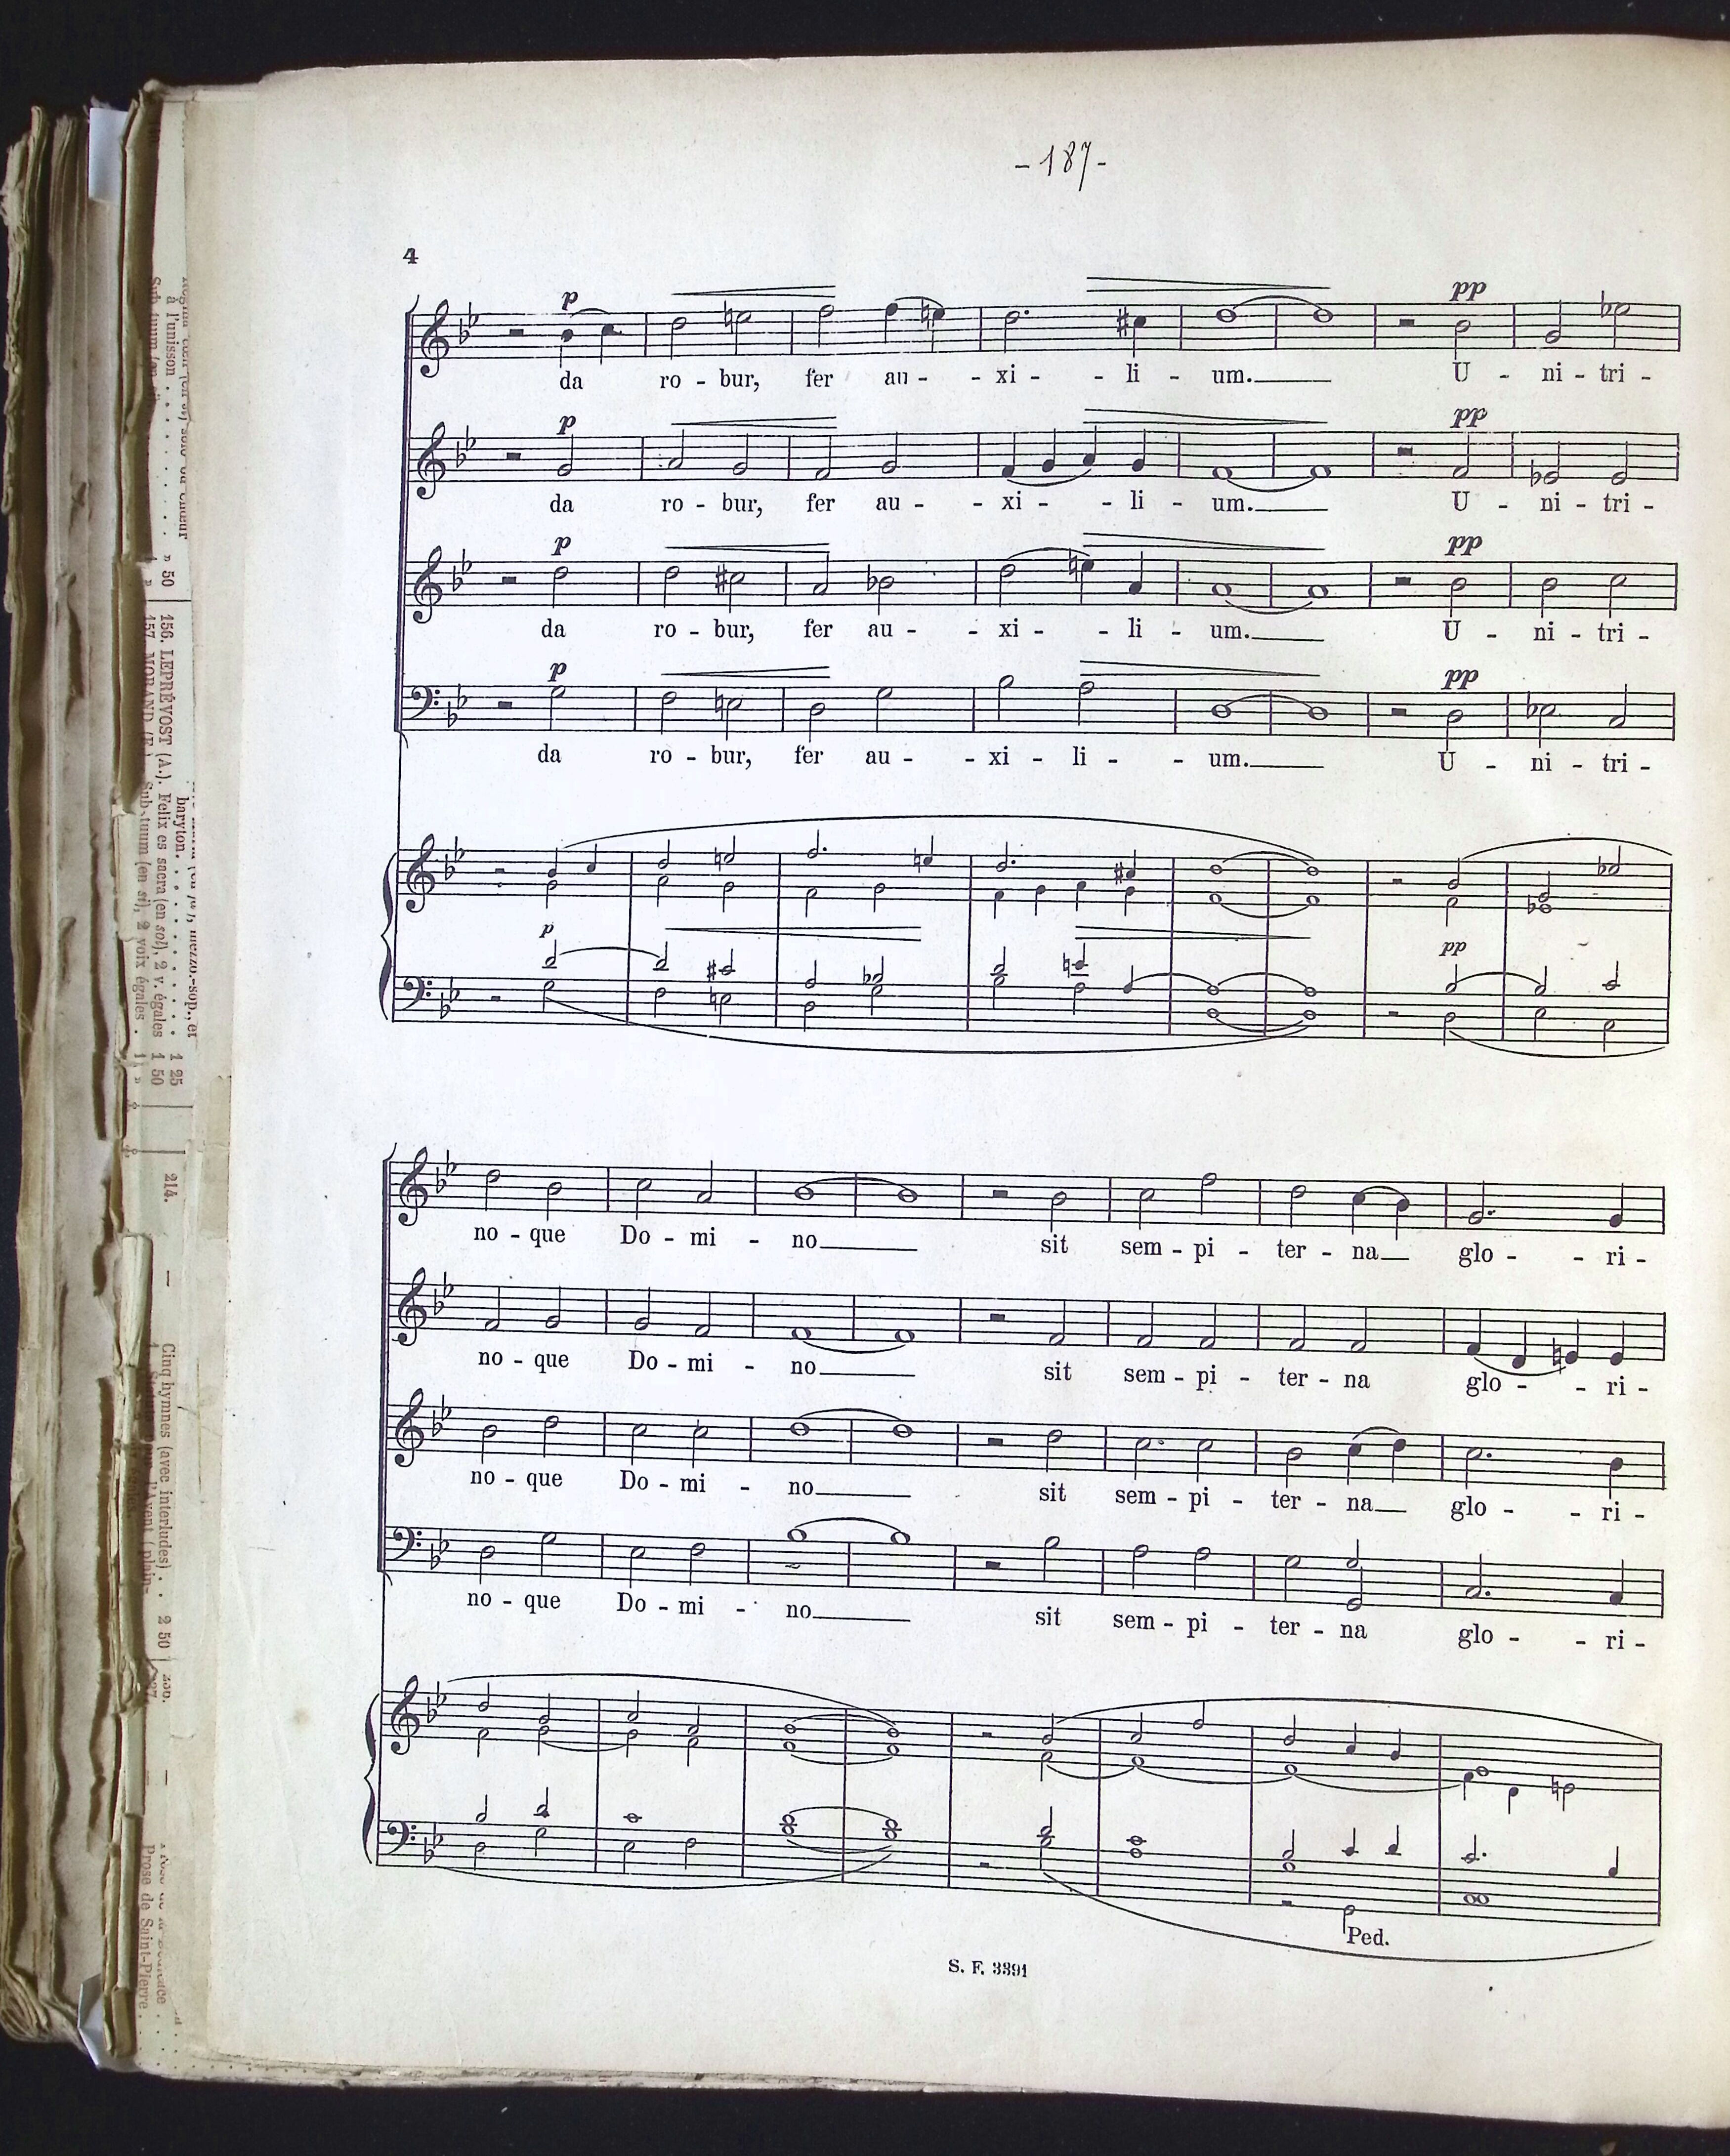 - 187 -
4
p
da ro - bur, fer au - - xi - - li - um.
pp
U - ni - tri -
p
da ro - bur, fer au - - xi - - li - um.
pp
U - ni - tri -
p
da ro - bur, fer au - - xi - - li - um.
pp
U - ni - tri -
p
da ro - bur, fer au - - xi - li - - um.
pp
U - ni - tri -
p
pp
no - que Do - mi - no sit sem - pi - ter - na glo - - ri -
no - que Do - mi - no sit sem - pi - ter - na glo - - ri -
no - que Do - mi - no sit sem - pi - ter - na glo - - ri -
no - que Do - mi - no sit sem - pi - ter - na glo - - ri -
Ped.
S. F. 3391
à l'unisson . . . . . . . » 50
156. LEPRÉVOST (A.). Felix es sacra (en sol), 2 v. égales 1 50
157. MORAND (F.). Sub tuum (en si), 2 voix égales . 1 »
baryton. . . . . . . . . 1 25
214. — Cinq hymnes (avec interludes) . . 2 50
Prose de Saint-Pierre .